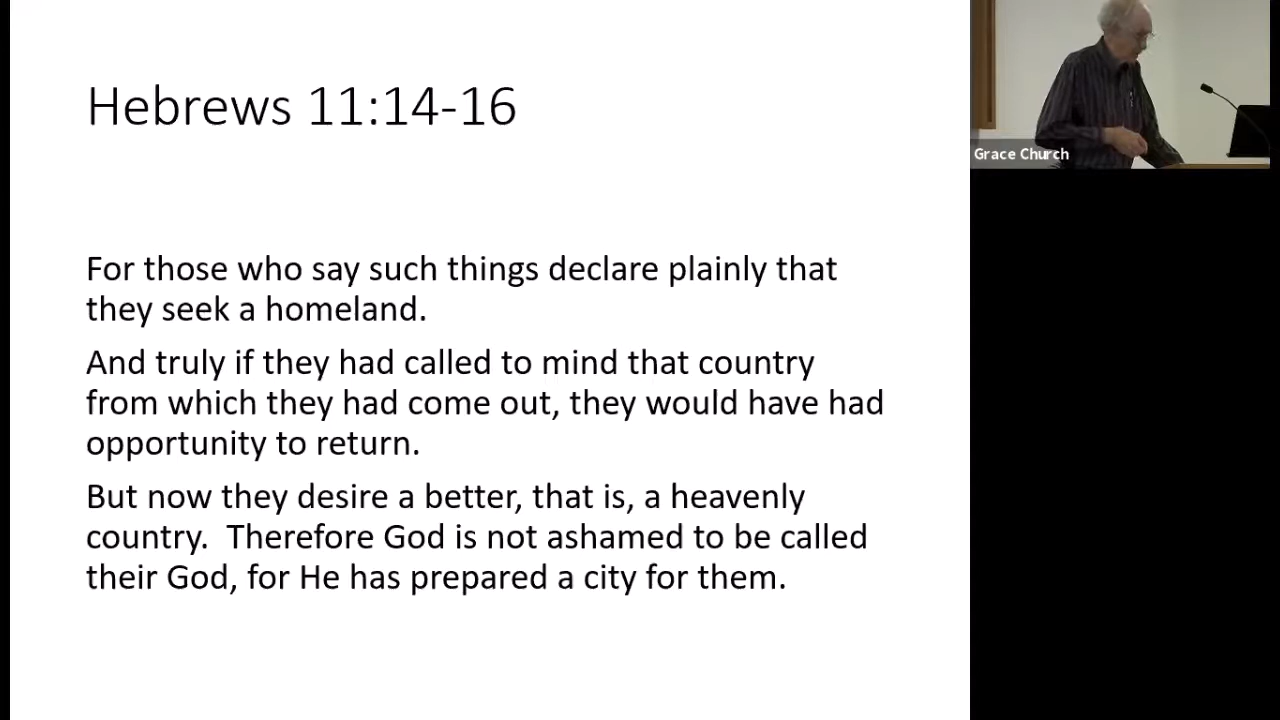 Hebrews 11:14-16
For those who say such things declare plainly that
they seek a homeland.
And truly if they had called to mind that country
from which they had come out, they would have had
opportunity to return.
But now they desire a better, that is, a heavenly
country.  Therefore God is not ashamed to be called
their God, for He has prepared a city for them.
Grace Church